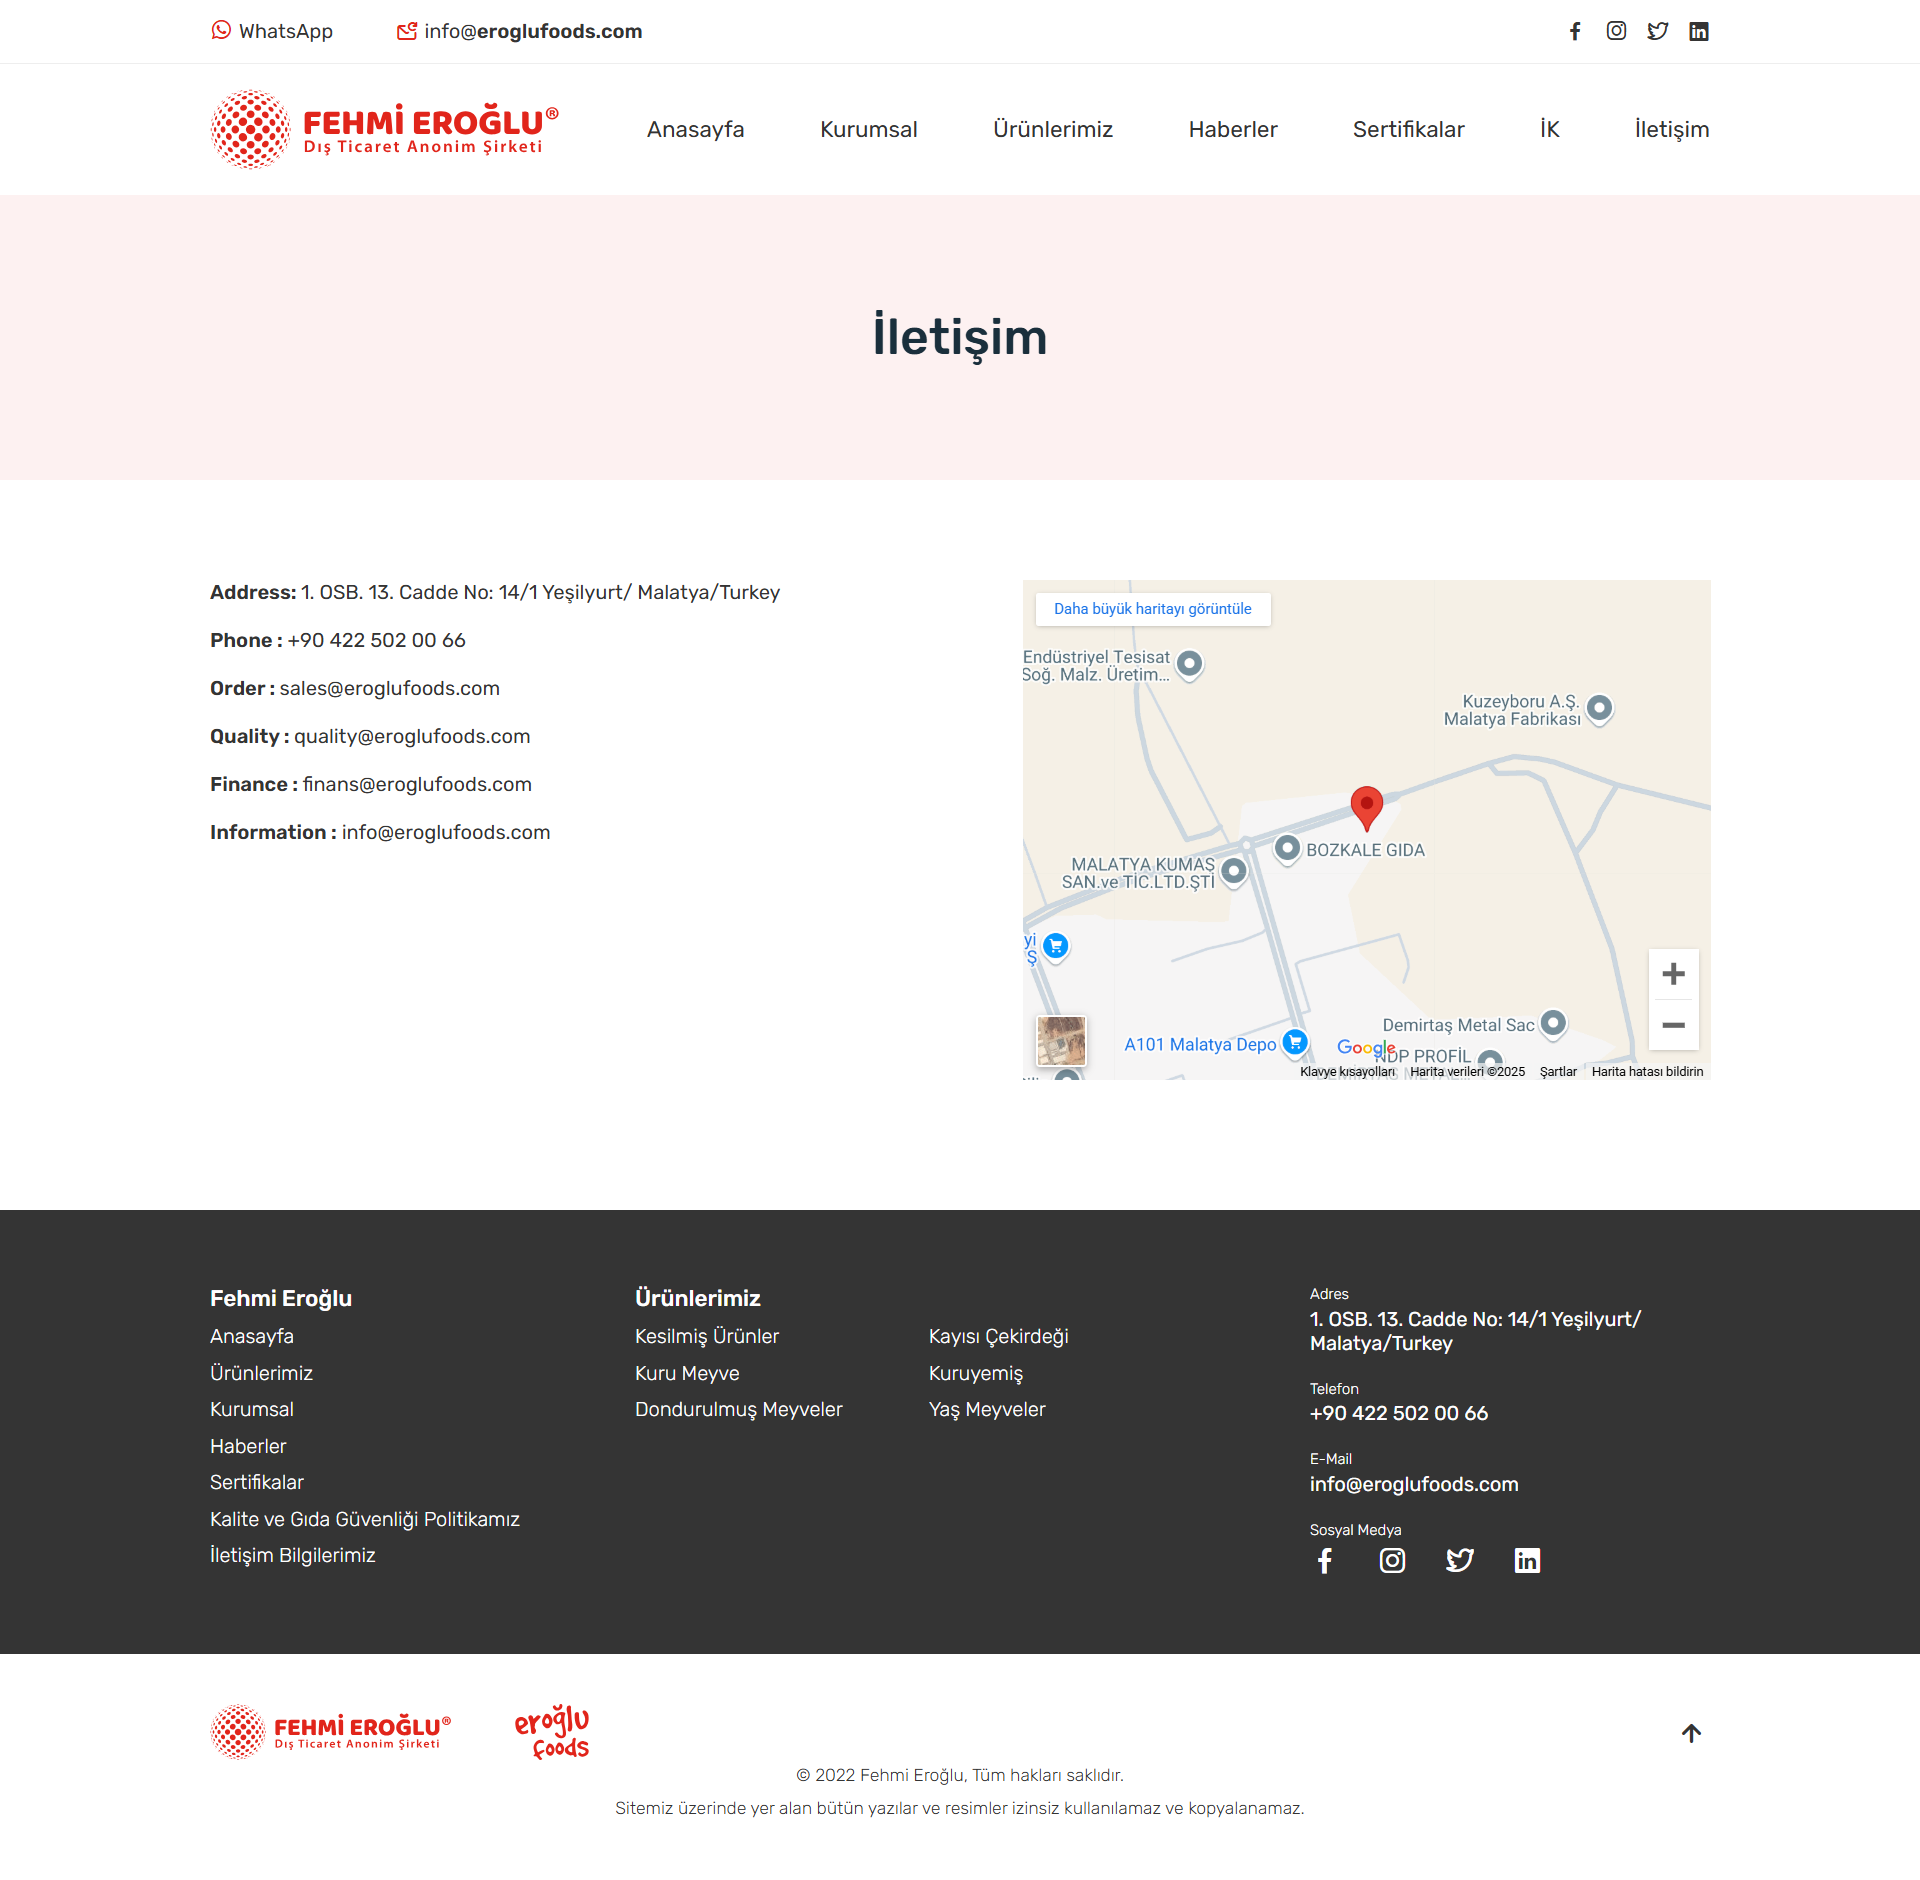 WhatsApp
info@eroglufoods.com
FEHMİ EROĞLU®
Dış Ticaret Anonim Şirketi
Anasayfa
Kurumsal
Ürünlerimiz
Haberler
Sertifikalar
İK
İletişim
İletişim
Address: 1. OSB. 13. Cadde No: 14/1 Yeşilyurt/ Malatya/Turkey
Phone : +90 422 502 00 66
Order : sales@eroglufoods.com
Quality : quality@eroglufoods.com
Finance : finans@eroglufoods.com
Information : info@eroglufoods.com
Daha büyük haritayı görüntüle
Endüstriyel Tesisat
Soğ. Malz. Üretim...
Kuzeyboru A.Ş.
Malatya Fabrikası
BOZKALE GIDA
MALATYA KUMAŞ
SAN.ve TİC.LTD.ŞTİ
yi
Ş
Demirtaş Metal Sac
A101 Malatya Depo
Google
NDP PROFİL
Klavye kısayolları
Harita verileri ©2025
Şartlar
Harita hatası bildirin
Fehmi Eroğlu
Anasayfa
Ürünlerimiz
Kurumsal
Haberler
Sertifikalar
Kalite ve Gıda Güvenliği Politikamız
İletişim Bilgilerimiz
Ürünlerimiz
Kesilmiş Ürünler
Kuru Meyve
Dondurulmuş Meyveler
Kayısı Çekirdeği
Kuruyemiş
Yaş Meyveler
Adres
1. OSB. 13. Cadde No: 14/1 Yeşilyurt/
Malatya/Turkey
Telefon
+90 422 502 00 66
E-Mail
info@eroglufoods.com
Sosyal Medya
FEHMİ EROĞLU®
Dış Ticaret Anonim Şirketi
eroğlu
foods
© 2022 Fehmi Eroğlu, Tüm hakları saklıdır.
Sitemiz üzerinde yer alan bütün yazılar ve resimler izinsiz kullanılamaz ve kopyalanamaz.